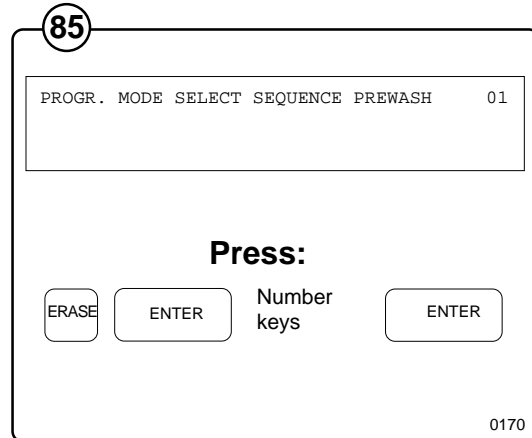 85
PROGR. MODE SELECT SEQUENCE PREWASH 01
Press:
ERASE ENTER Number keys ENTER
0170